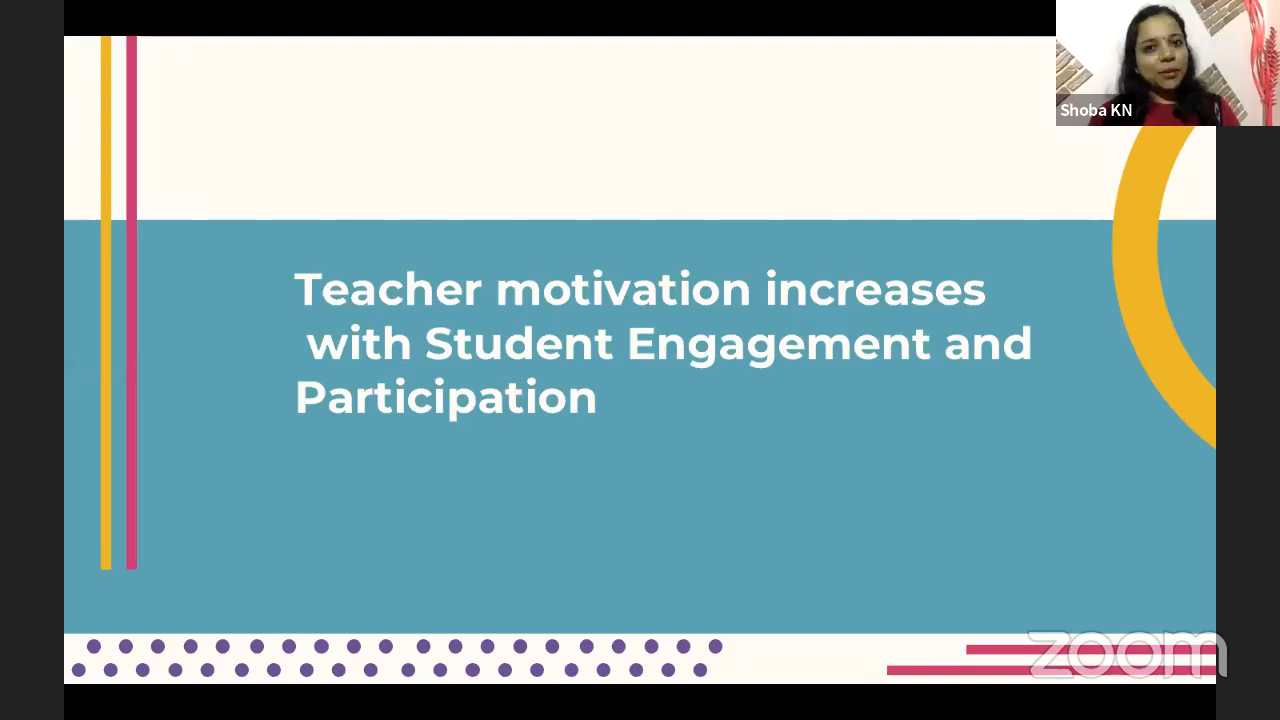 Shoba KN
Teacher motivation increases
with Student Engagement and
Participation
zoom